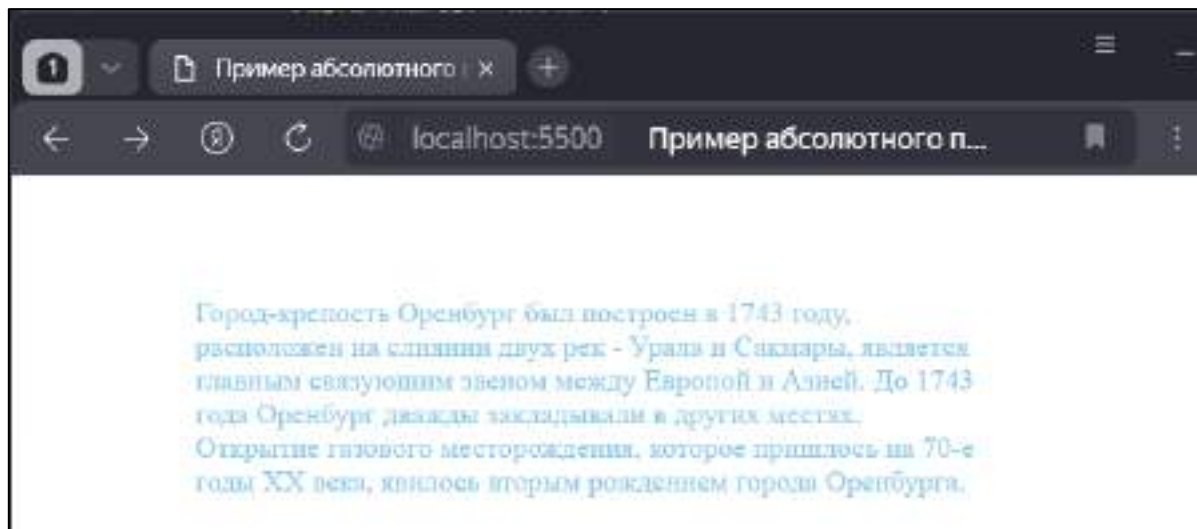 1
Пример абсолютного
localhost:5500 Пример абсолютного п...
Город-крепость Оренбург был построен в 1743 году,
расположен на слиянии двух рек - Урала и Сакмары, является
главным связующим звеном между Европой и Азией. До 1743
года Оренбург дважды закладывали в других местах.
Открытие газового месторождения, которое пришлось на 70-е
годы XX века, явилось вторым рождением города Оренбурга.